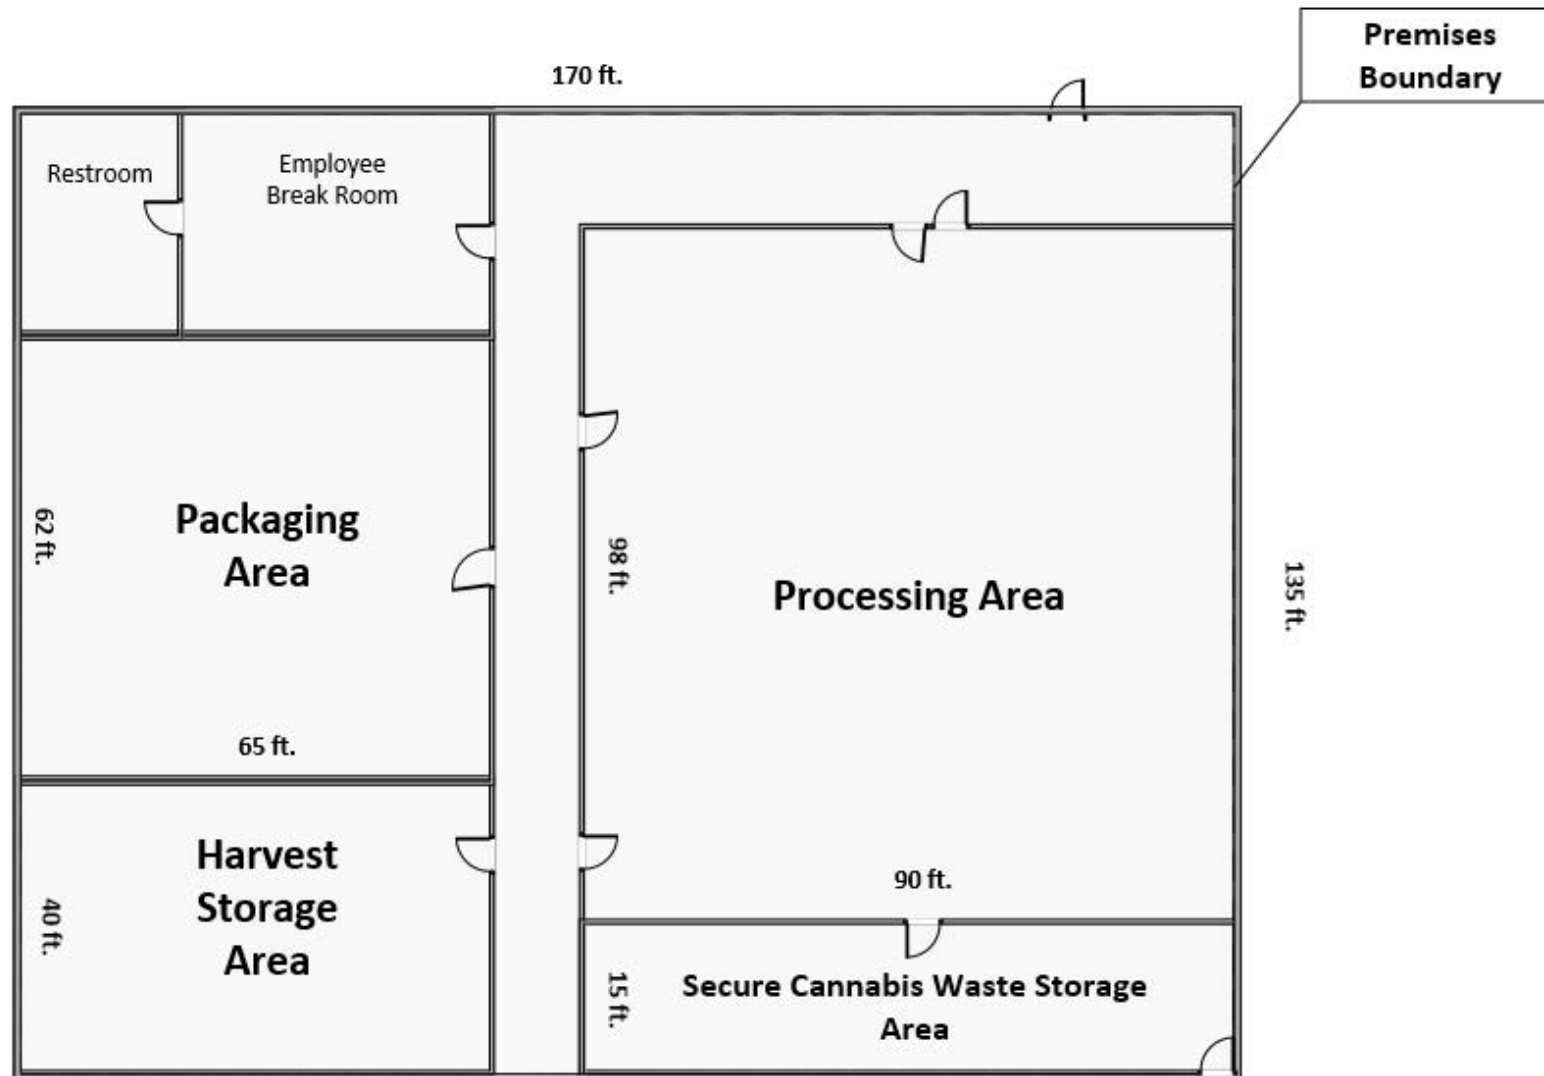 Premises
Boundary
170 ft.
Restroom
Employee
Break Room
Packaging
Area
62 ft.
65 ft.
98 ft.
Processing Area
135 ft.
90 ft.
Harvest
Storage
Area
40 ft.
15 ft.
Secure Cannabis Waste Storage
Area